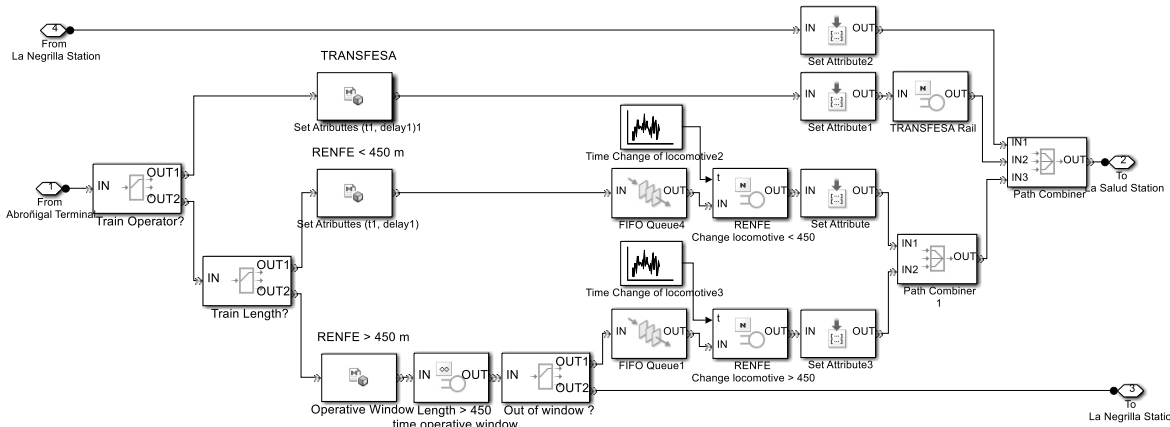 4
From
La Negrilla Station
IN OUT
Set Attribute2
TRANSFESA
Set Atributtes (t1, delay1)1
IN OUT
Set Attribute1
IN N OUT
TRANSFESA Rail
Time Change of locomotive2
IN1
IN2
IN3
OUT
Path Combiner
2
To
La Salud Station
1
From
Abroñigal Terminal
IN
OUT1
OUT2
Train Operator?
RENFE < 450 m
Set Atributtes (t1, delay1)
IN OUT
FIFO Queue4
t
IN
N
OUT
RENFE
Change locomotive < 450
IN OUT
Set Attribute
IN
OUT1
OUT2
Train Length?
Time Change of locomotive3
IN1
IN2
OUT
Path Combiner
1
RENFE > 450 m
Operative Window
IN ∞ OUT
Length > 450
time operative window
IN
OUT1
OUT2
Out of window ?
IN OUT
FIFO Queue1
t
IN
N
OUT
RENFE
Change locomotive > 450
IN OUT
Set Attribute3
3
To
La Negrilla Statio